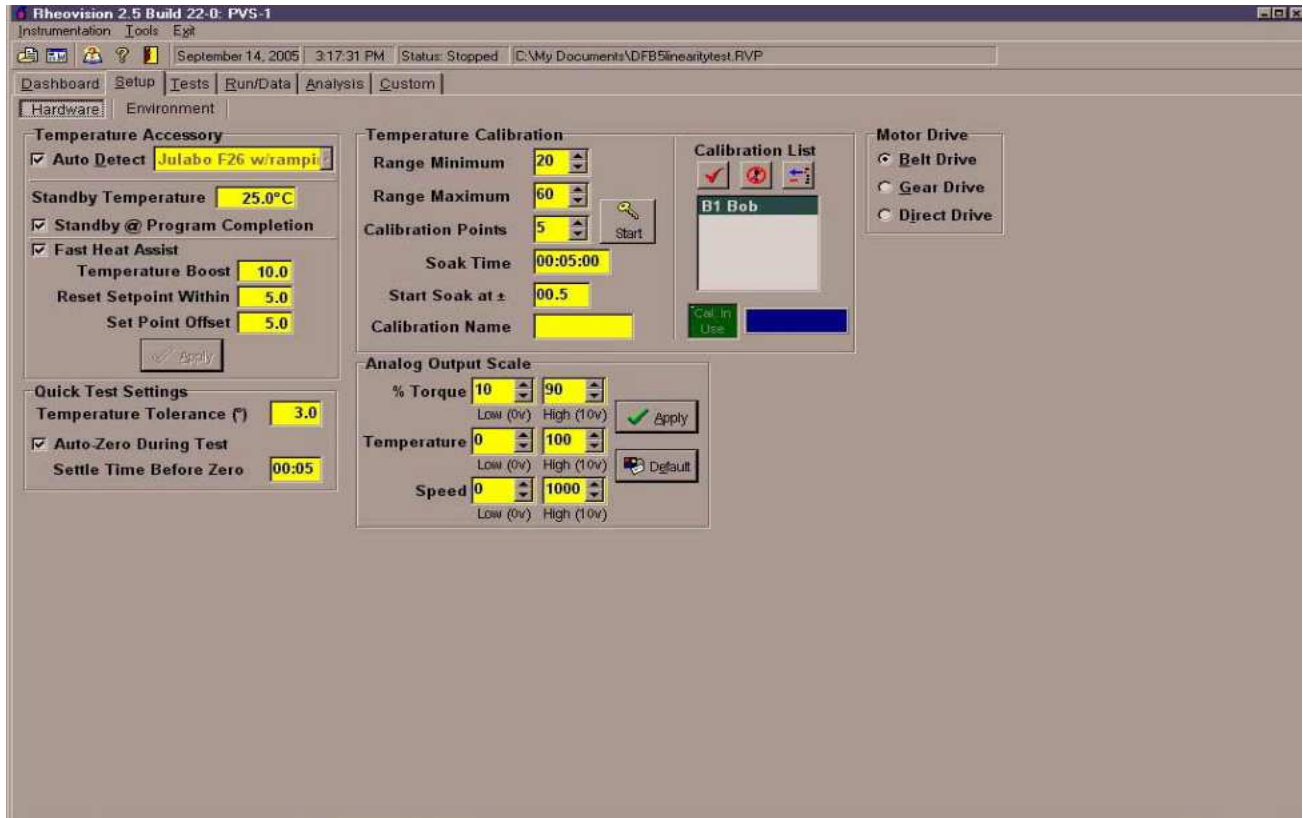 Rheovision 2.5 Build 22-0: PVS-1
Instrumentation Tools Exit
September 14, 2005 3:17:31 PM Status: Stopped C:\My Documents\DFB5linearitytest.RVP
Dashboard Setup Tests Run/Data Analysis Custom
Hardware Environment
Temperature Accessory
Auto Detect Julabo F26 w/rampi
Standby Temperature 25.0°C
Standby @ Program Completion
Fast Heat Assist
Temperature Boost 10.0
Reset Setpoint Within 5.0
Set Point Offset 5.0
Apply
Quick Test Settings
Temperature Tolerance (º) 3.0
Auto-Zero During Test
Settle Time Before Zero 00:05
Temperature Calibration
Range Minimum 20
Range Maximum 60
Calibration Points 5
Start
Soak Time 00:05:00
Start Soak at ± 00.5
Calibration Name
Calibration List
B1 Bob
Cal. In
Use
Analog Output Scale
% Torque 10 90
Low (0v) High (10v)
Temperature 0 100
Low (0v) High (10v)
Speed 0 1000
Low (0v) High (10v)
Apply
Default
Motor Drive
Belt Drive
Gear Drive
Direct Drive